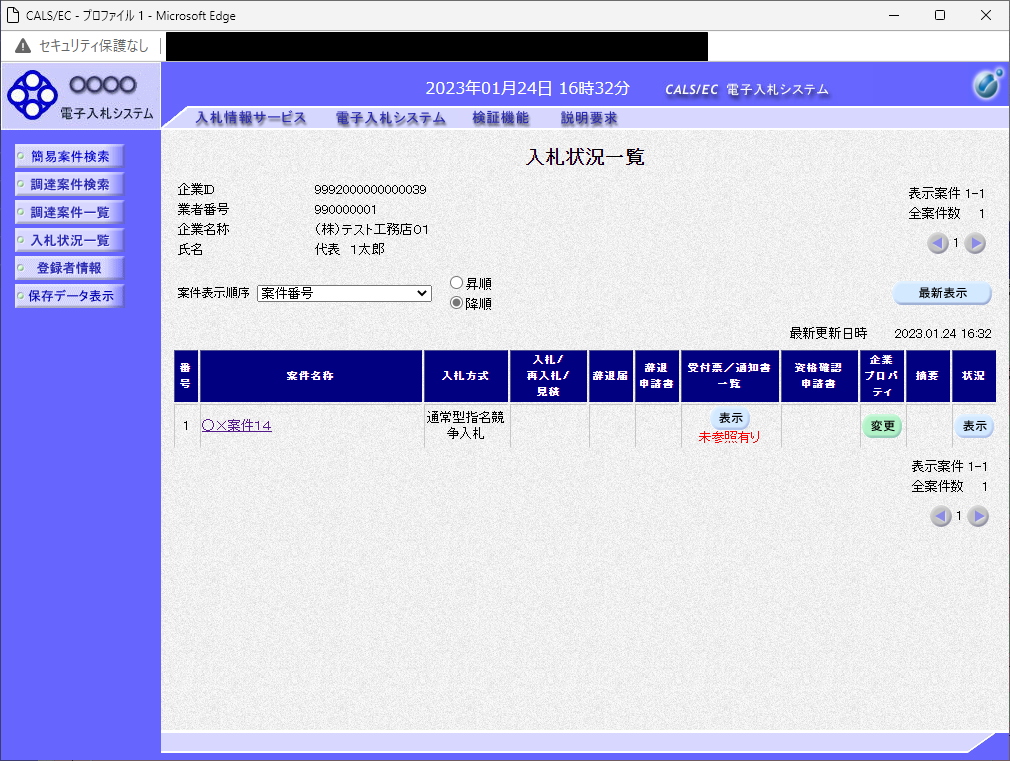 CALS/EC - プロファイル 1 - Microsoft Edge
セキュリティ保護なし
○○○○
電子入札システム
2023年01月24日 16時32分
CALS/EC 電子入札システム
入札情報サービス 電子入札システム 検証機能 説明要求
簡易案件検索
調達案件検索
調達案件一覧
入札状況一覧
登録者情報
保存データ表示
入札状況一覧
企業ID 9992000000000039
業者番号 990000001
企業名称 (株)テスト工務店01
氏名 代表 1太郎
表示案件 1-1
全案件数 1
1
案件表示順序 案件番号
昇順
降順
最新表示
最新更新日時 2023.01.24 16:32
番号 案件名称 入札方式 入札/再入札/見積 辞退届 辞退申請書 受付票/通知書一覧 資格確認申請書 企業プロパティ 摘要 状況
1 ○×案件14 通常型指名競争入札 表示 未参照有り 変更 表示
表示案件 1-1
全案件数 1
1